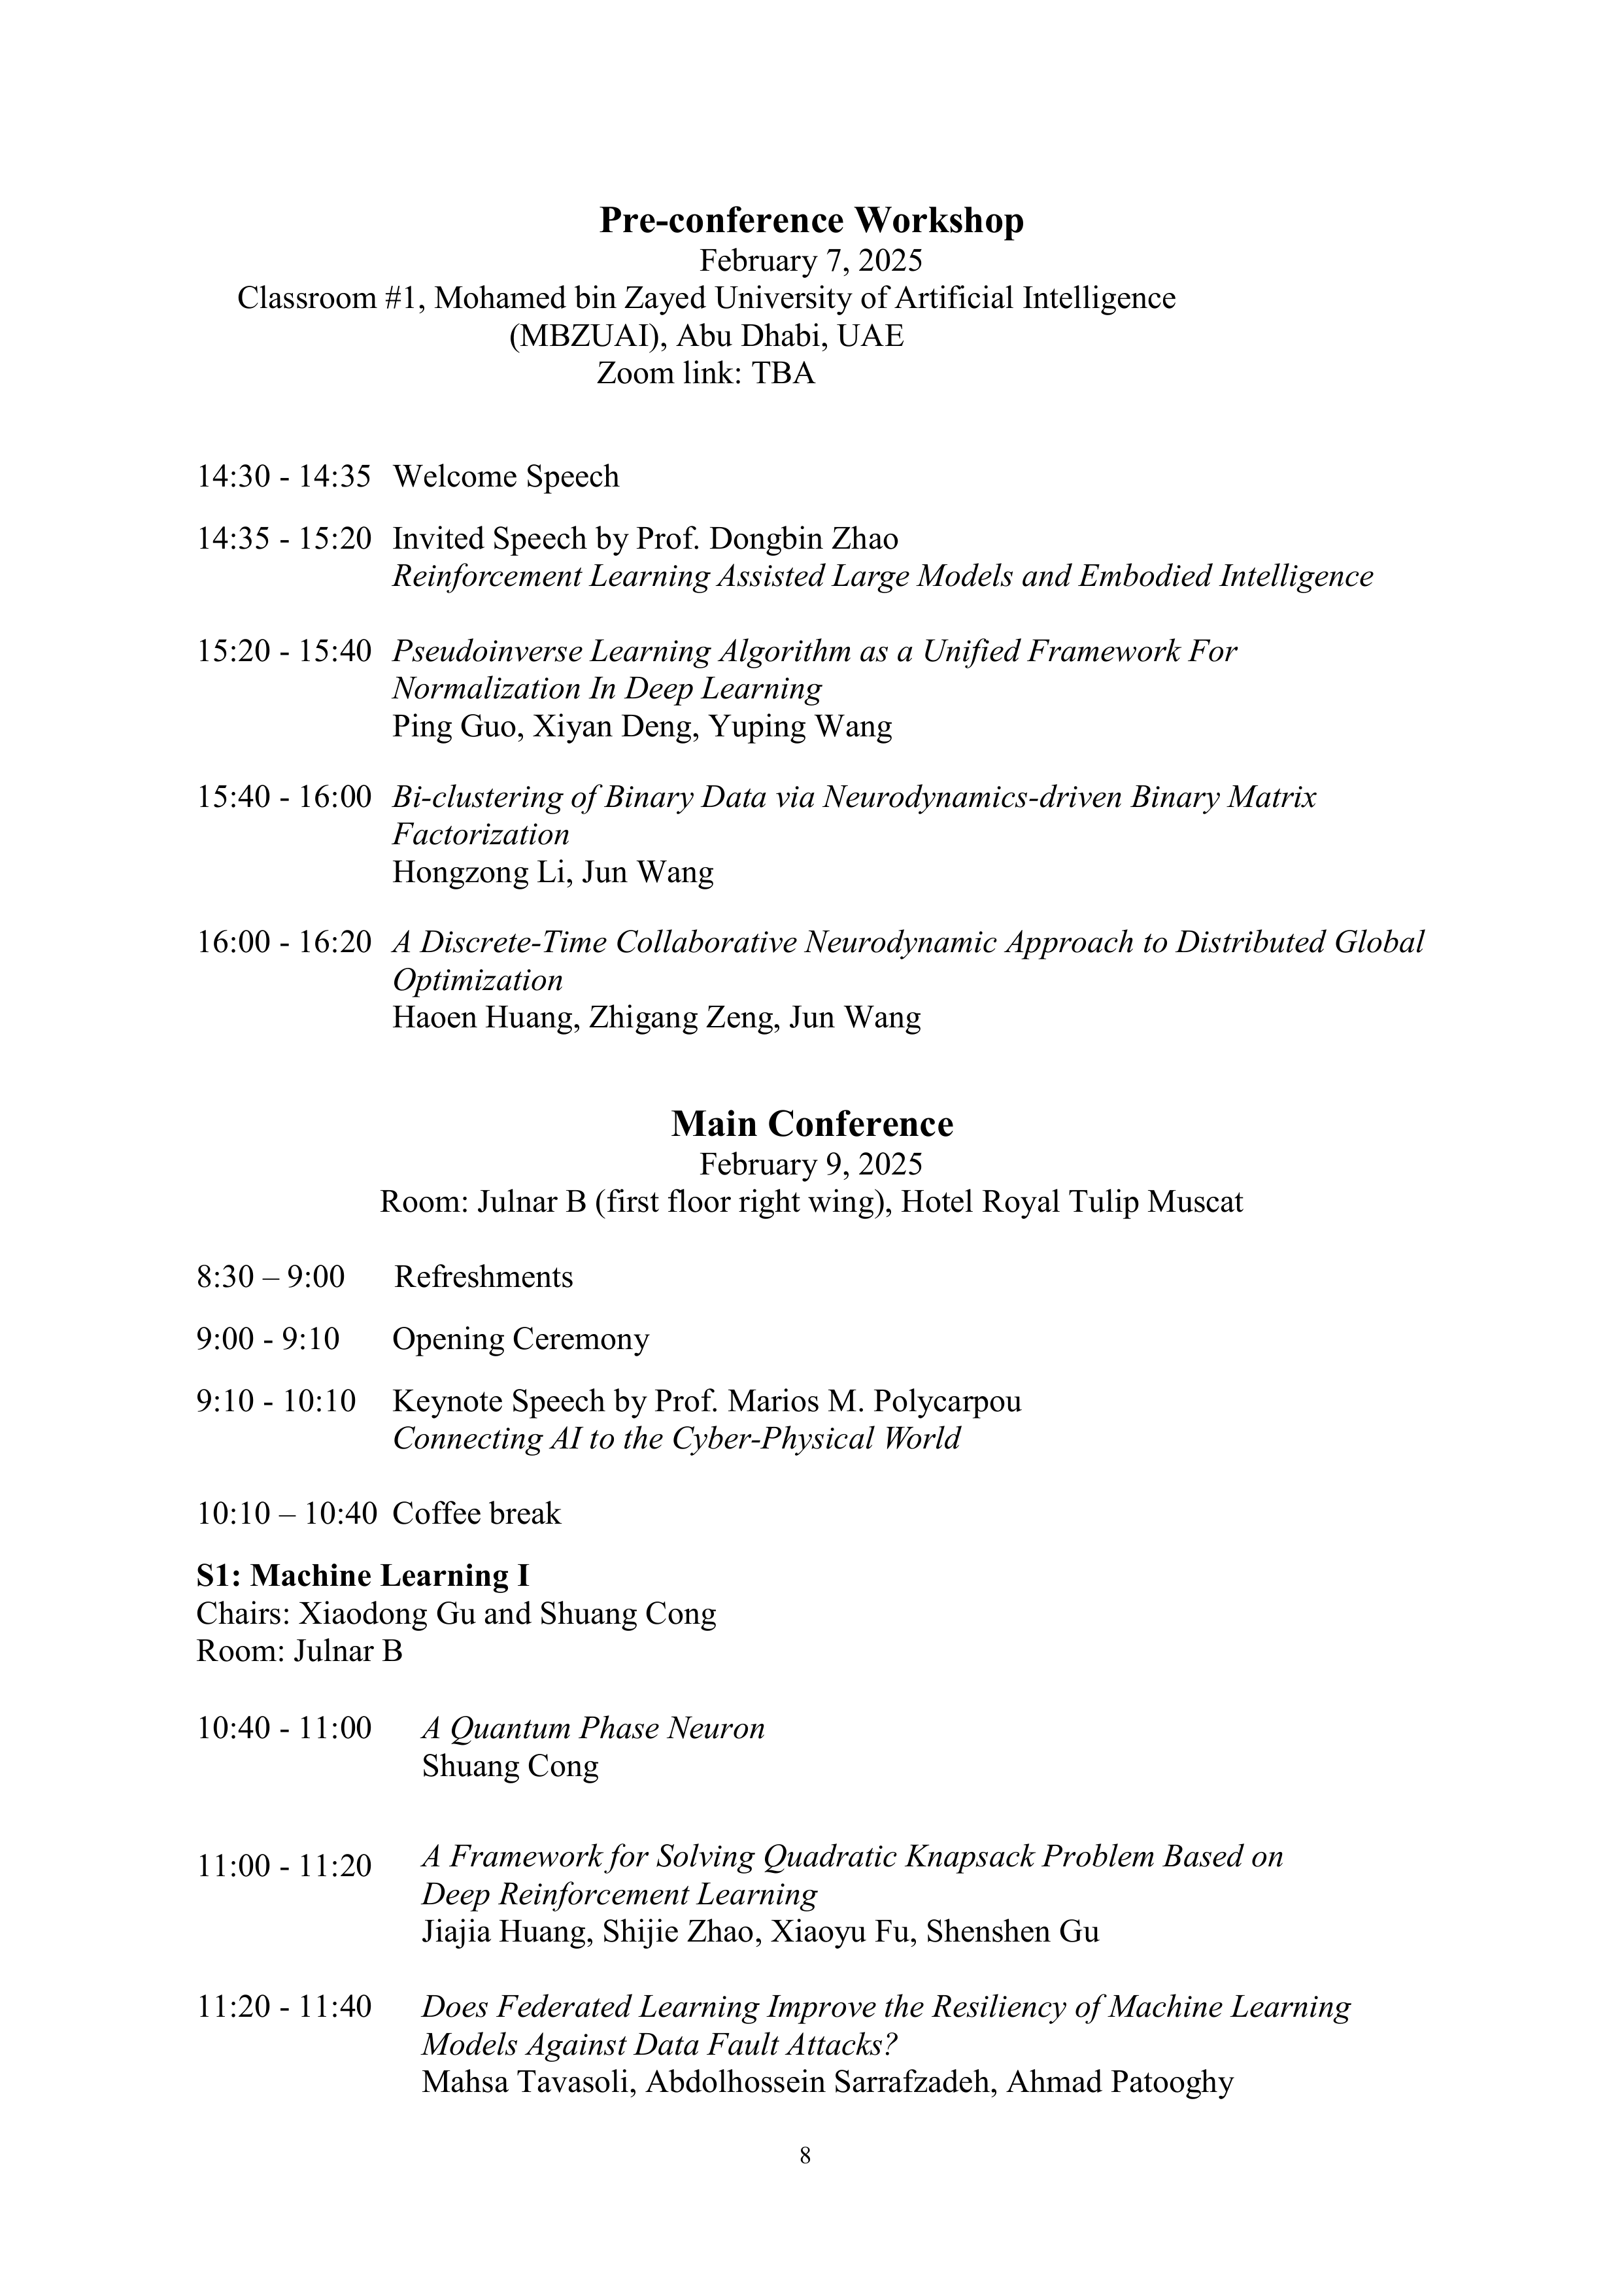 Pre-conference Workshop
February 7, 2025
Classroom #1, Mohamed bin Zayed University of Artificial Intelligence
(MBZUAI), Abu Dhabi, UAE
Zoom link: TBA
14:30 - 14:35 Welcome Speech
14:35 - 15:20 Invited Speech by Prof. Dongbin Zhao
Reinforcement Learning Assisted Large Models and Embodied Intelligence
15:20 - 15:40 Pseudoinverse Learning Algorithm as a Unified Framework For
Normalization In Deep Learning
Ping Guo, Xiyan Deng, Yuping Wang
15:40 - 16:00 Bi-clustering of Binary Data via Neurodynamics-driven Binary Matrix
Factorization
Hongzong Li, Jun Wang
16:00 - 16:20 A Discrete-Time Collaborative Neurodynamic Approach to Distributed Global
Optimization
Haoen Huang, Zhigang Zeng, Jun Wang
Main Conference
February 9, 2025
Room: Julnar B (first floor right wing), Hotel Royal Tulip Muscat
8:30 – 9:00 Refreshments
9:00 - 9:10 Opening Ceremony
9:10 - 10:10 Keynote Speech by Prof. Marios M. Polycarpou
Connecting AI to the Cyber-Physical World
10:10 – 10:40 Coffee break
S1: Machine Learning I
Chairs: Xiaodong Gu and Shuang Cong
Room: Julnar B
10:40 - 11:00 A Quantum Phase Neuron
Shuang Cong
11:00 - 11:20 A Framework for Solving Quadratic Knapsack Problem Based on
Deep Reinforcement Learning
Jiajia Huang, Shijie Zhao, Xiaoyu Fu, Shenshen Gu
11:20 - 11:40 Does Federated Learning Improve the Resiliency of Machine Learning
Models Against Data Fault Attacks?
Mahsa Tavasoli, Abdolhossein Sarrafzadeh, Ahmad Patooghy
8